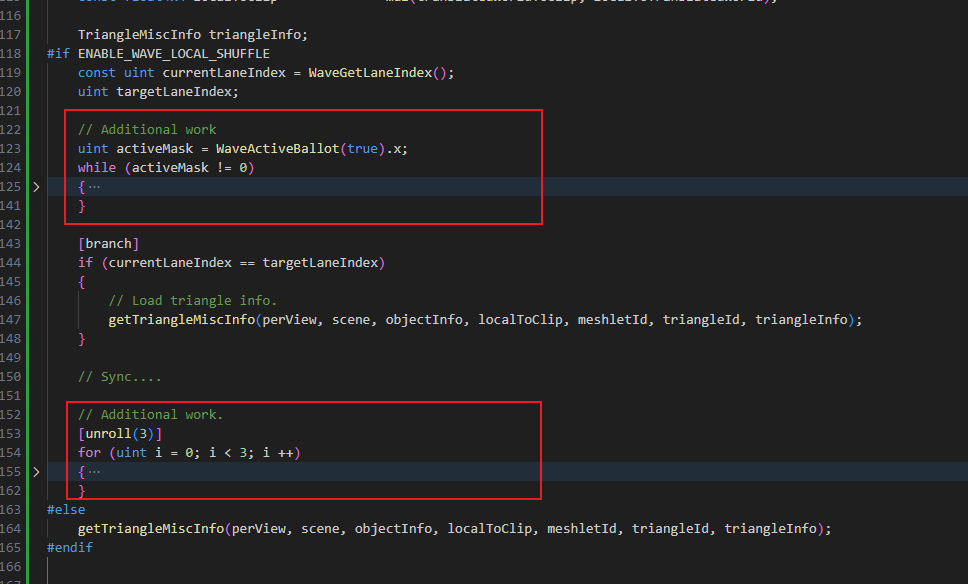 116
117 TriangleMiscInfo triangleInfo;
118 #if ENABLE_WAVE_LOCAL_SHUFFLE
119 const uint currentLaneIndex = WaveGetLaneIndex();
120 uint targetLaneIndex;
121
122 // Additional work
123 uint activeMask = WaveActiveBallot(true).x;
124 while (activeMask != 0)
125 > { ···
141 }
142
143 [branch]
144 if (currentLaneIndex == targetLaneIndex)
145 {
146 // Load triangle info.
147 getTriangleMiscInfo(perView, scene, objectInfo, localToClip, meshletId, triangleId, triangleInfo);
148 }
149
150 // Sync....
151
152 // Additional work.
153 [unroll(3)]
154 for (uint i = 0; i < 3; i ++)
155 > { ···
162 }
163 #else
164 getTriangleMiscInfo(perView, scene, objectInfo, localToClip, meshletId, triangleId, triangleInfo);
165 #endif
166